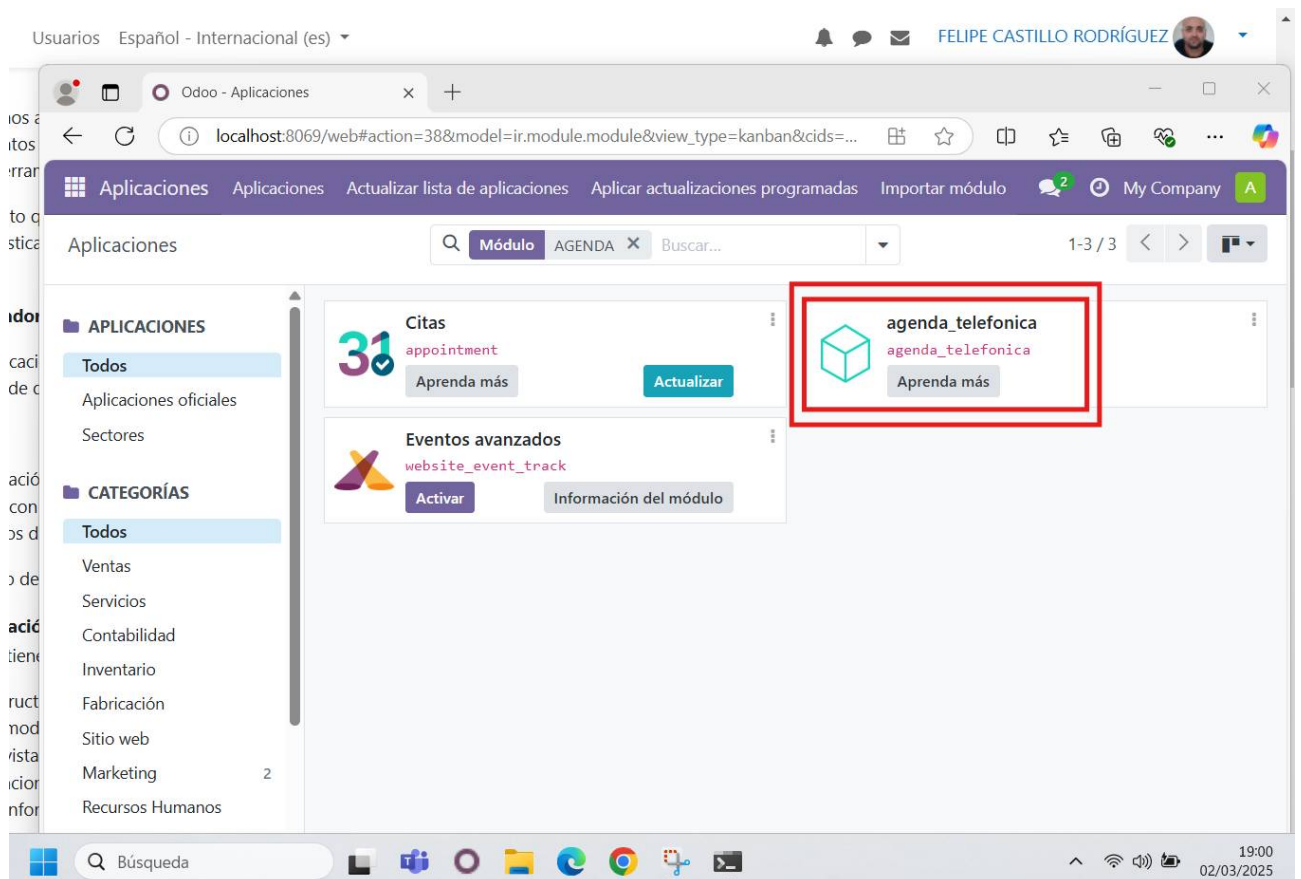 Usuarios Español - Internacional (es) FELIPE CASTILLO RODRÍGUEZ
Odoo - Aplicaciones
localhost:8069/web#action=38&model=ir.module.module&view_type=kanban&cids=...
Aplicaciones Aplicaciones Actualizar lista de aplicaciones Aplicar actualizaciones programadas Importar módulo 2 My Company A
Aplicaciones Módulo AGENDA Buscar... 1-3 / 3
APLICACIONES
Todos
Aplicaciones oficiales
Sectores
CATEGORÍAS
Todos
Ventas
Servicios
Contabilidad
Inventario
Fabricación
Sitio web
Marketing 2
Recursos Humanos
31
Citas
appointment
Aprenda más Actualizar
agenda_telefonica
agenda_telefonica
Aprenda más
Eventos avanzados
website_event_track
Activar Información del módulo
Búsqueda
19:00
02/03/2025